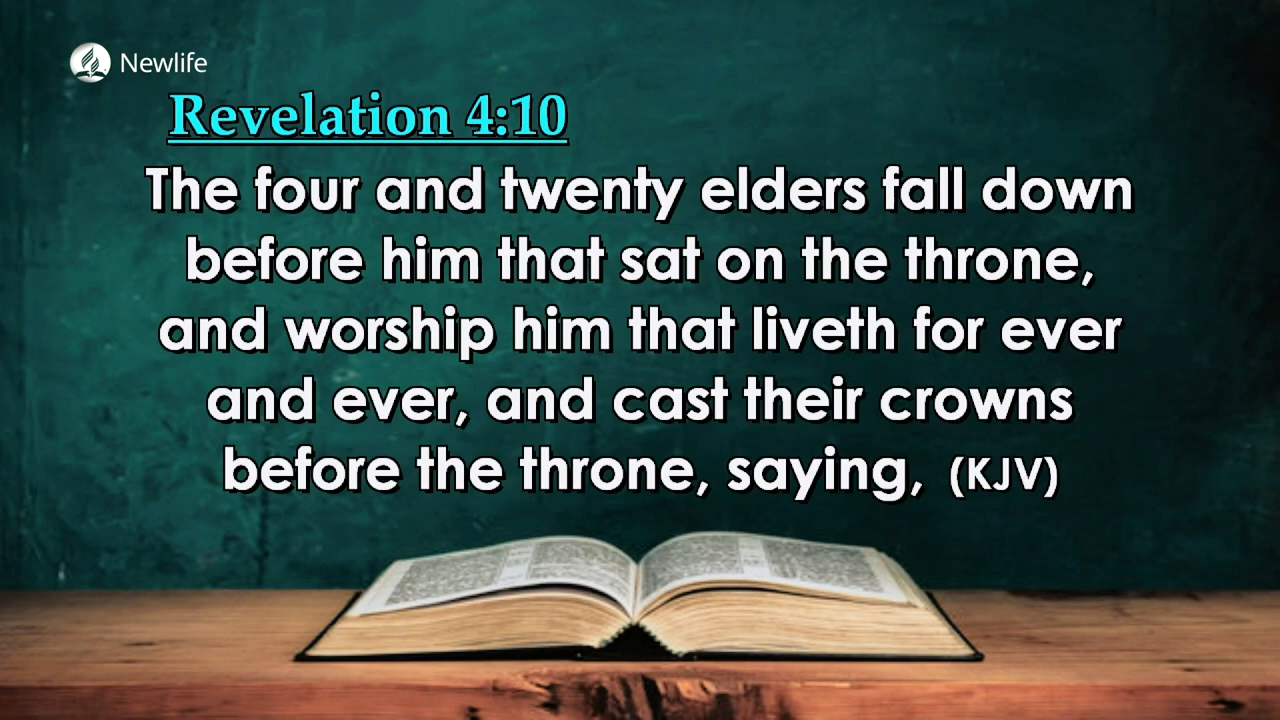 Newlife
Revelation 4:10
The four and twenty elders fall down
before him that sat on the throne,
and worship him that liveth for ever
and ever, and cast their crowns
before the throne, saying, (KJV)